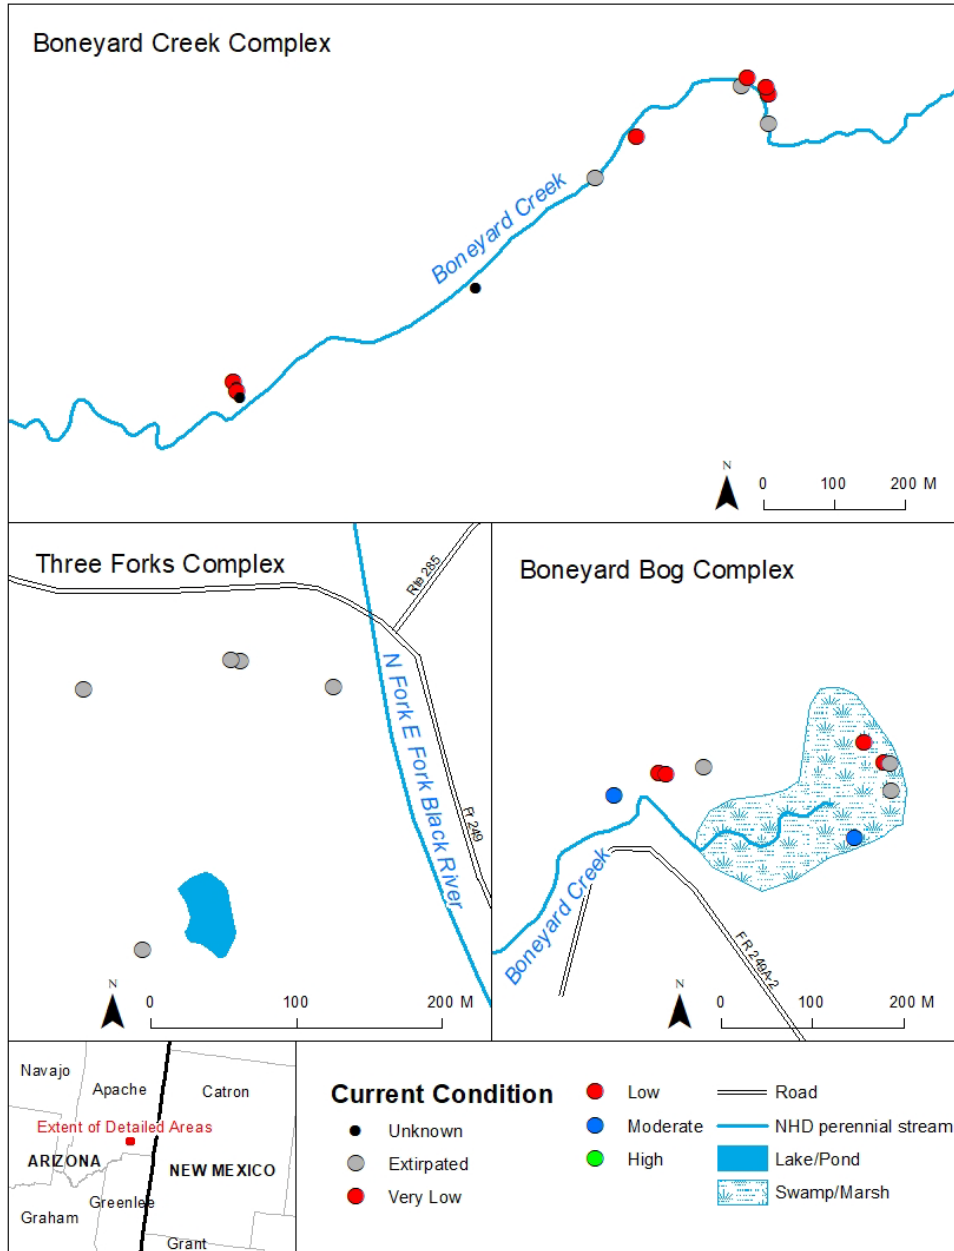 Boneyard Creek Complex
Boneyard Creek
N
0 100 200 M
Three Forks Complex
Rte 285
N Fork E Fork Black River
Fr 249
N
0 100 200 M
Boneyard Bog Complex
Boneyard Creek
FR 249A-2
N
0 100 200 M
Navajo
Apache
Catron
Extent of Detailed Areas
ARIZONA
NEW MEXICO
Greenlee
Graham
Grant
Current Condition
Unknown
Extirpated
Very Low
Low
Moderate
High
Road
NHD perennial stream
Lake/Pond
Swamp/Marsh